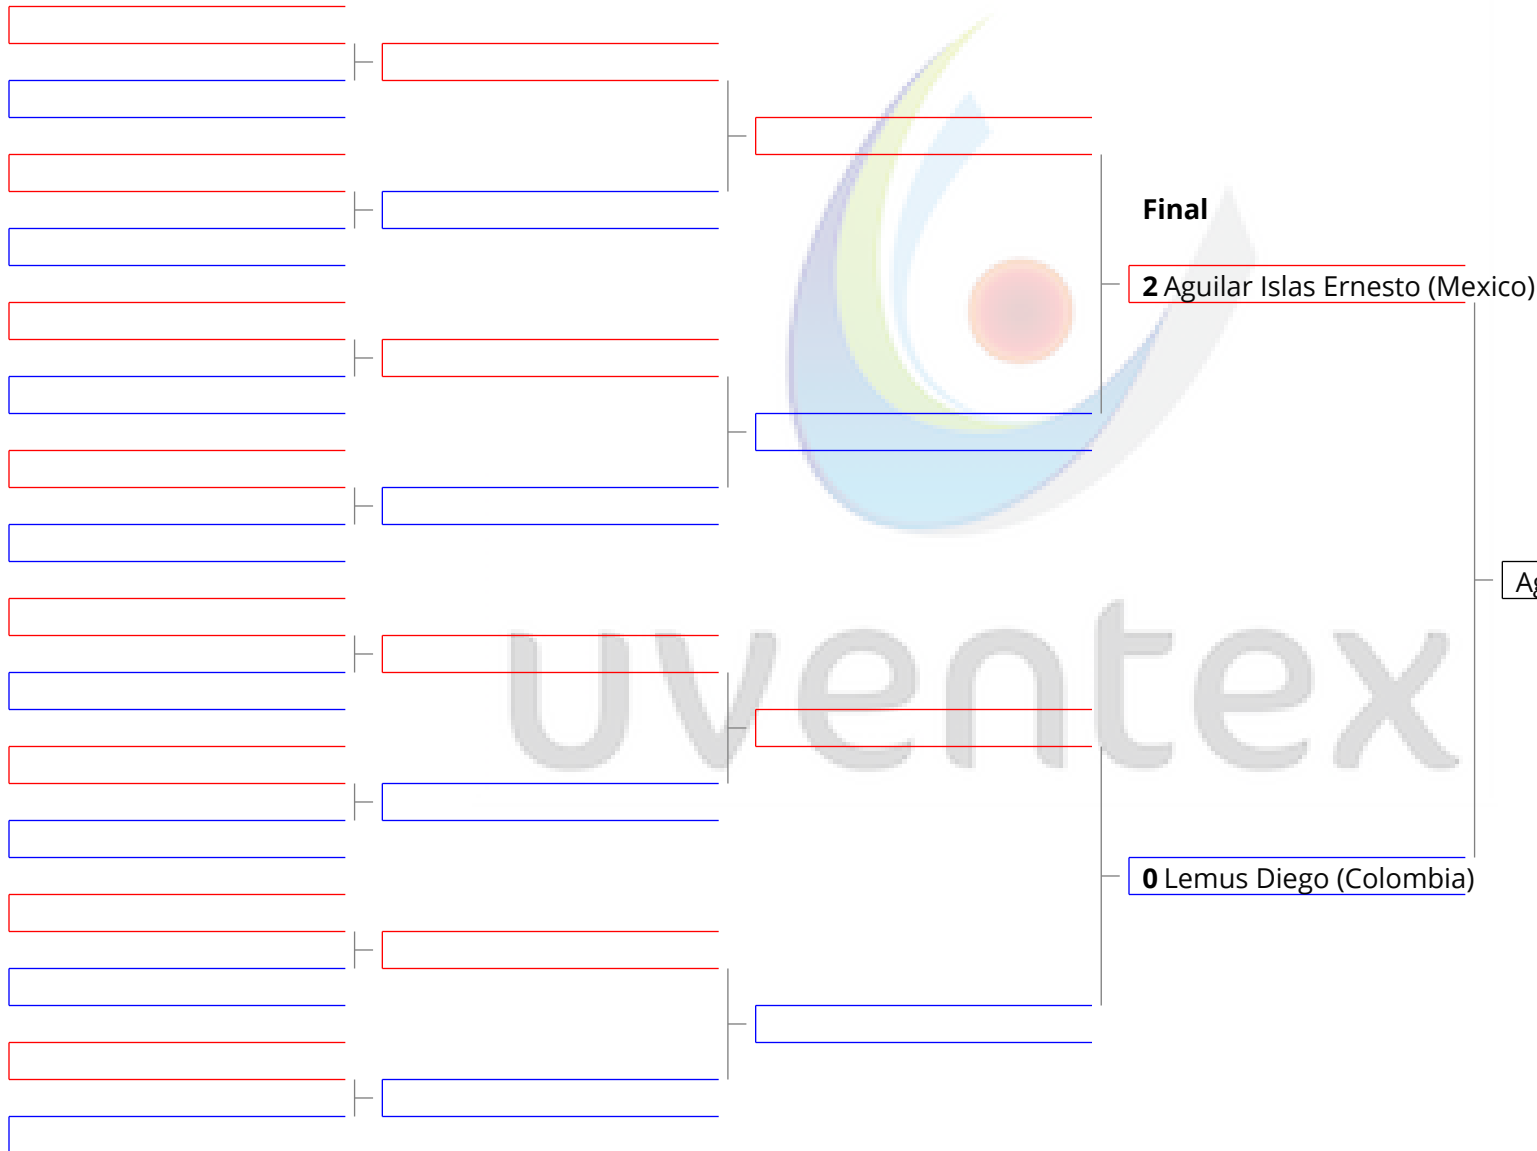 Final
2 Aguilar Islas Ernesto (Mexico)
0 Lemus Diego (Colombia)
uventex